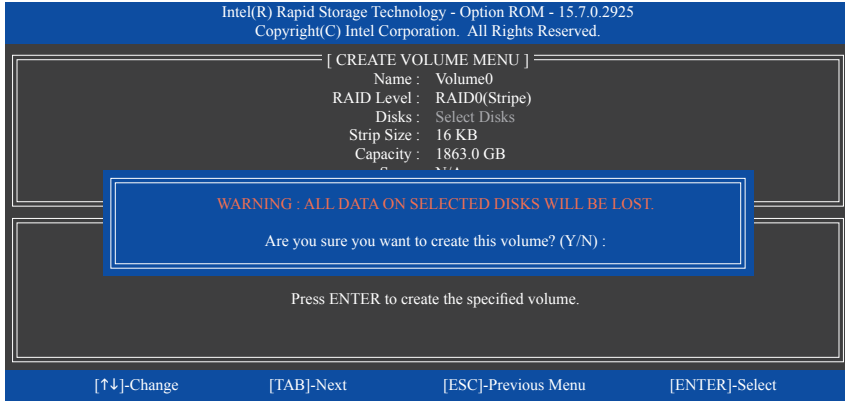 Intel(R) Rapid Storage Technology - Option ROM - 15.7.0.2925
Copyright(C) Intel Corporation. All Rights Reserved.
[ CREATE VOLUME MENU ]
Name : Volume0
RAID Level : RAID0(Stripe)
Disks : Select Disks
Strip Size : 16 KB
Capacity : 1863.0 GB
WARNING : ALL DATA ON SELECTED DISKS WILL BE LOST.
Are you sure you want to create this volume? (Y/N) :
Press ENTER to create the specified volume.
[↑↓]-Change [TAB]-Next [ESC]-Previous Menu [ENTER]-Select